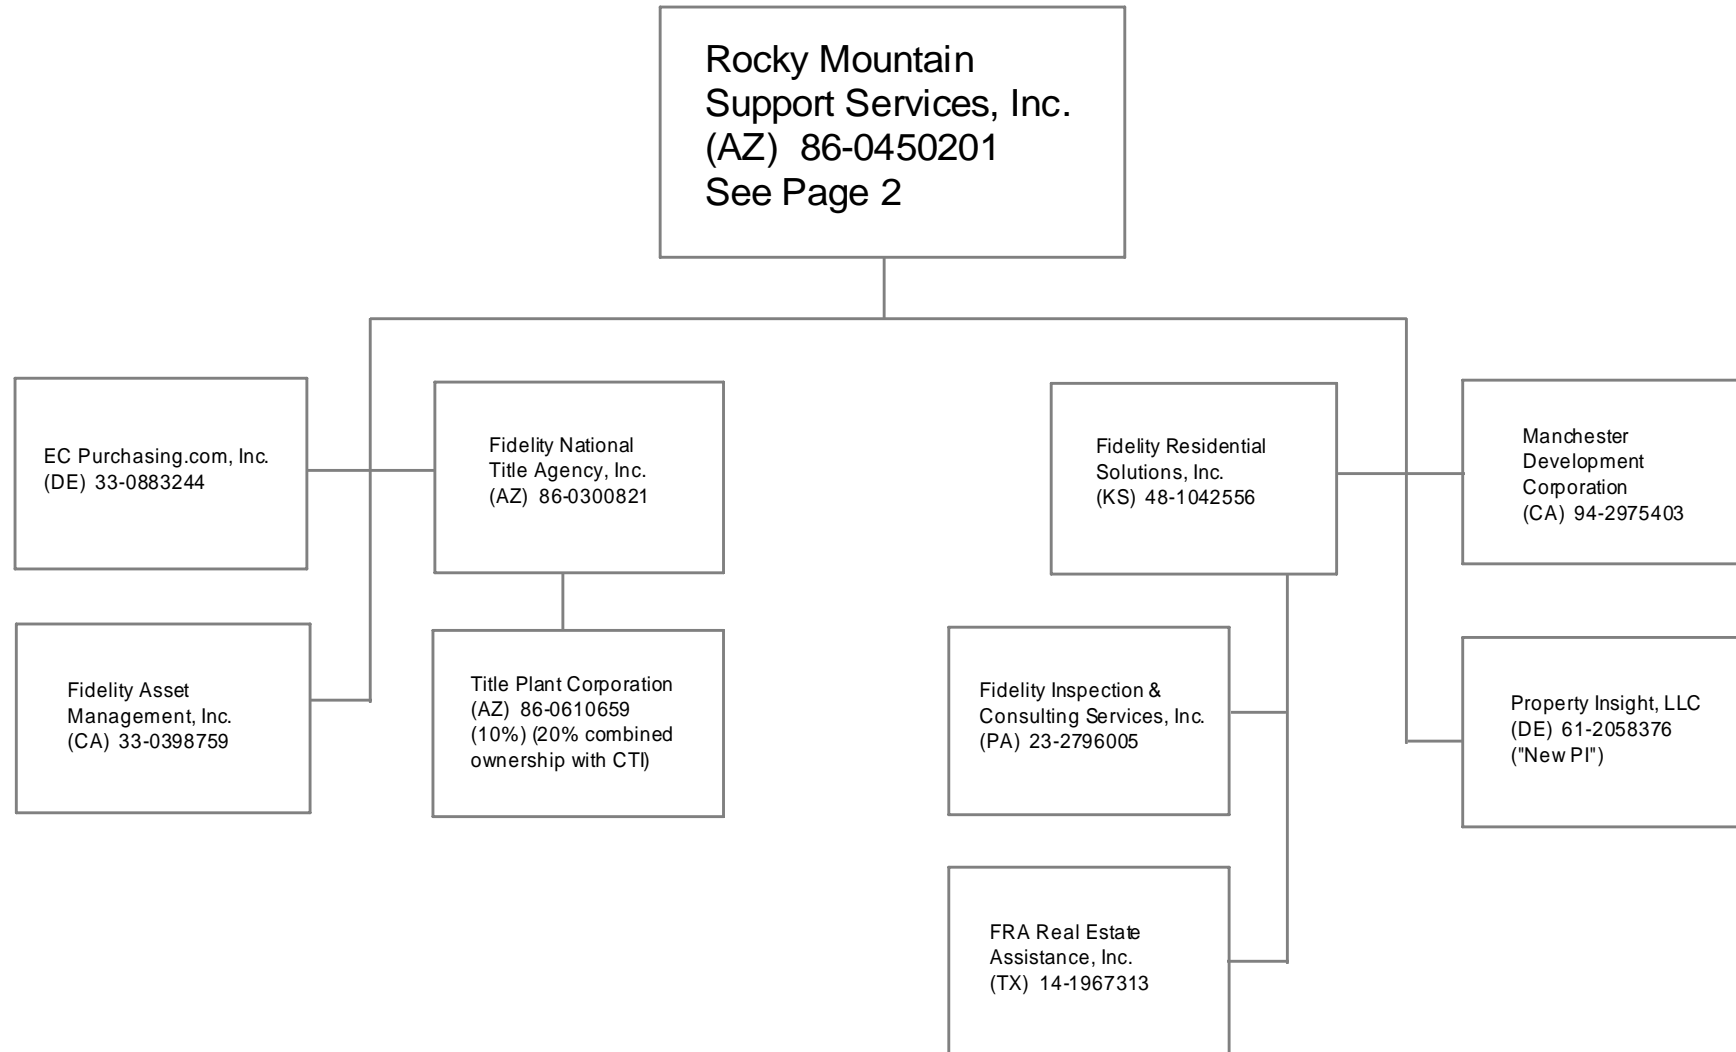 Rocky Mountain
Support Services, Inc.
(AZ) 86-0450201
See Page 2
EC Purchasing.com, Inc.
(DE) 33-0883244
Fidelity National
Title Agency, Inc.
(AZ) 86-0300821
Fidelity Residential
Solutions, Inc.
(KS) 48-1042556
Manchester
Development
Corporation
(CA) 94-2975403
Fidelity Asset
Management, Inc.
(CA) 33-0398759
Title Plant Corporation
(AZ) 86-0610659
(10%) (20% combined
ownership with CTI)
Fidelity Inspection &
Consulting Services, Inc.
(PA) 23-2796005
Property Insight, LLC
(DE) 61-2058376
("New PI")
FRA Real Estate
Assistance, Inc.
(TX) 14-1967313